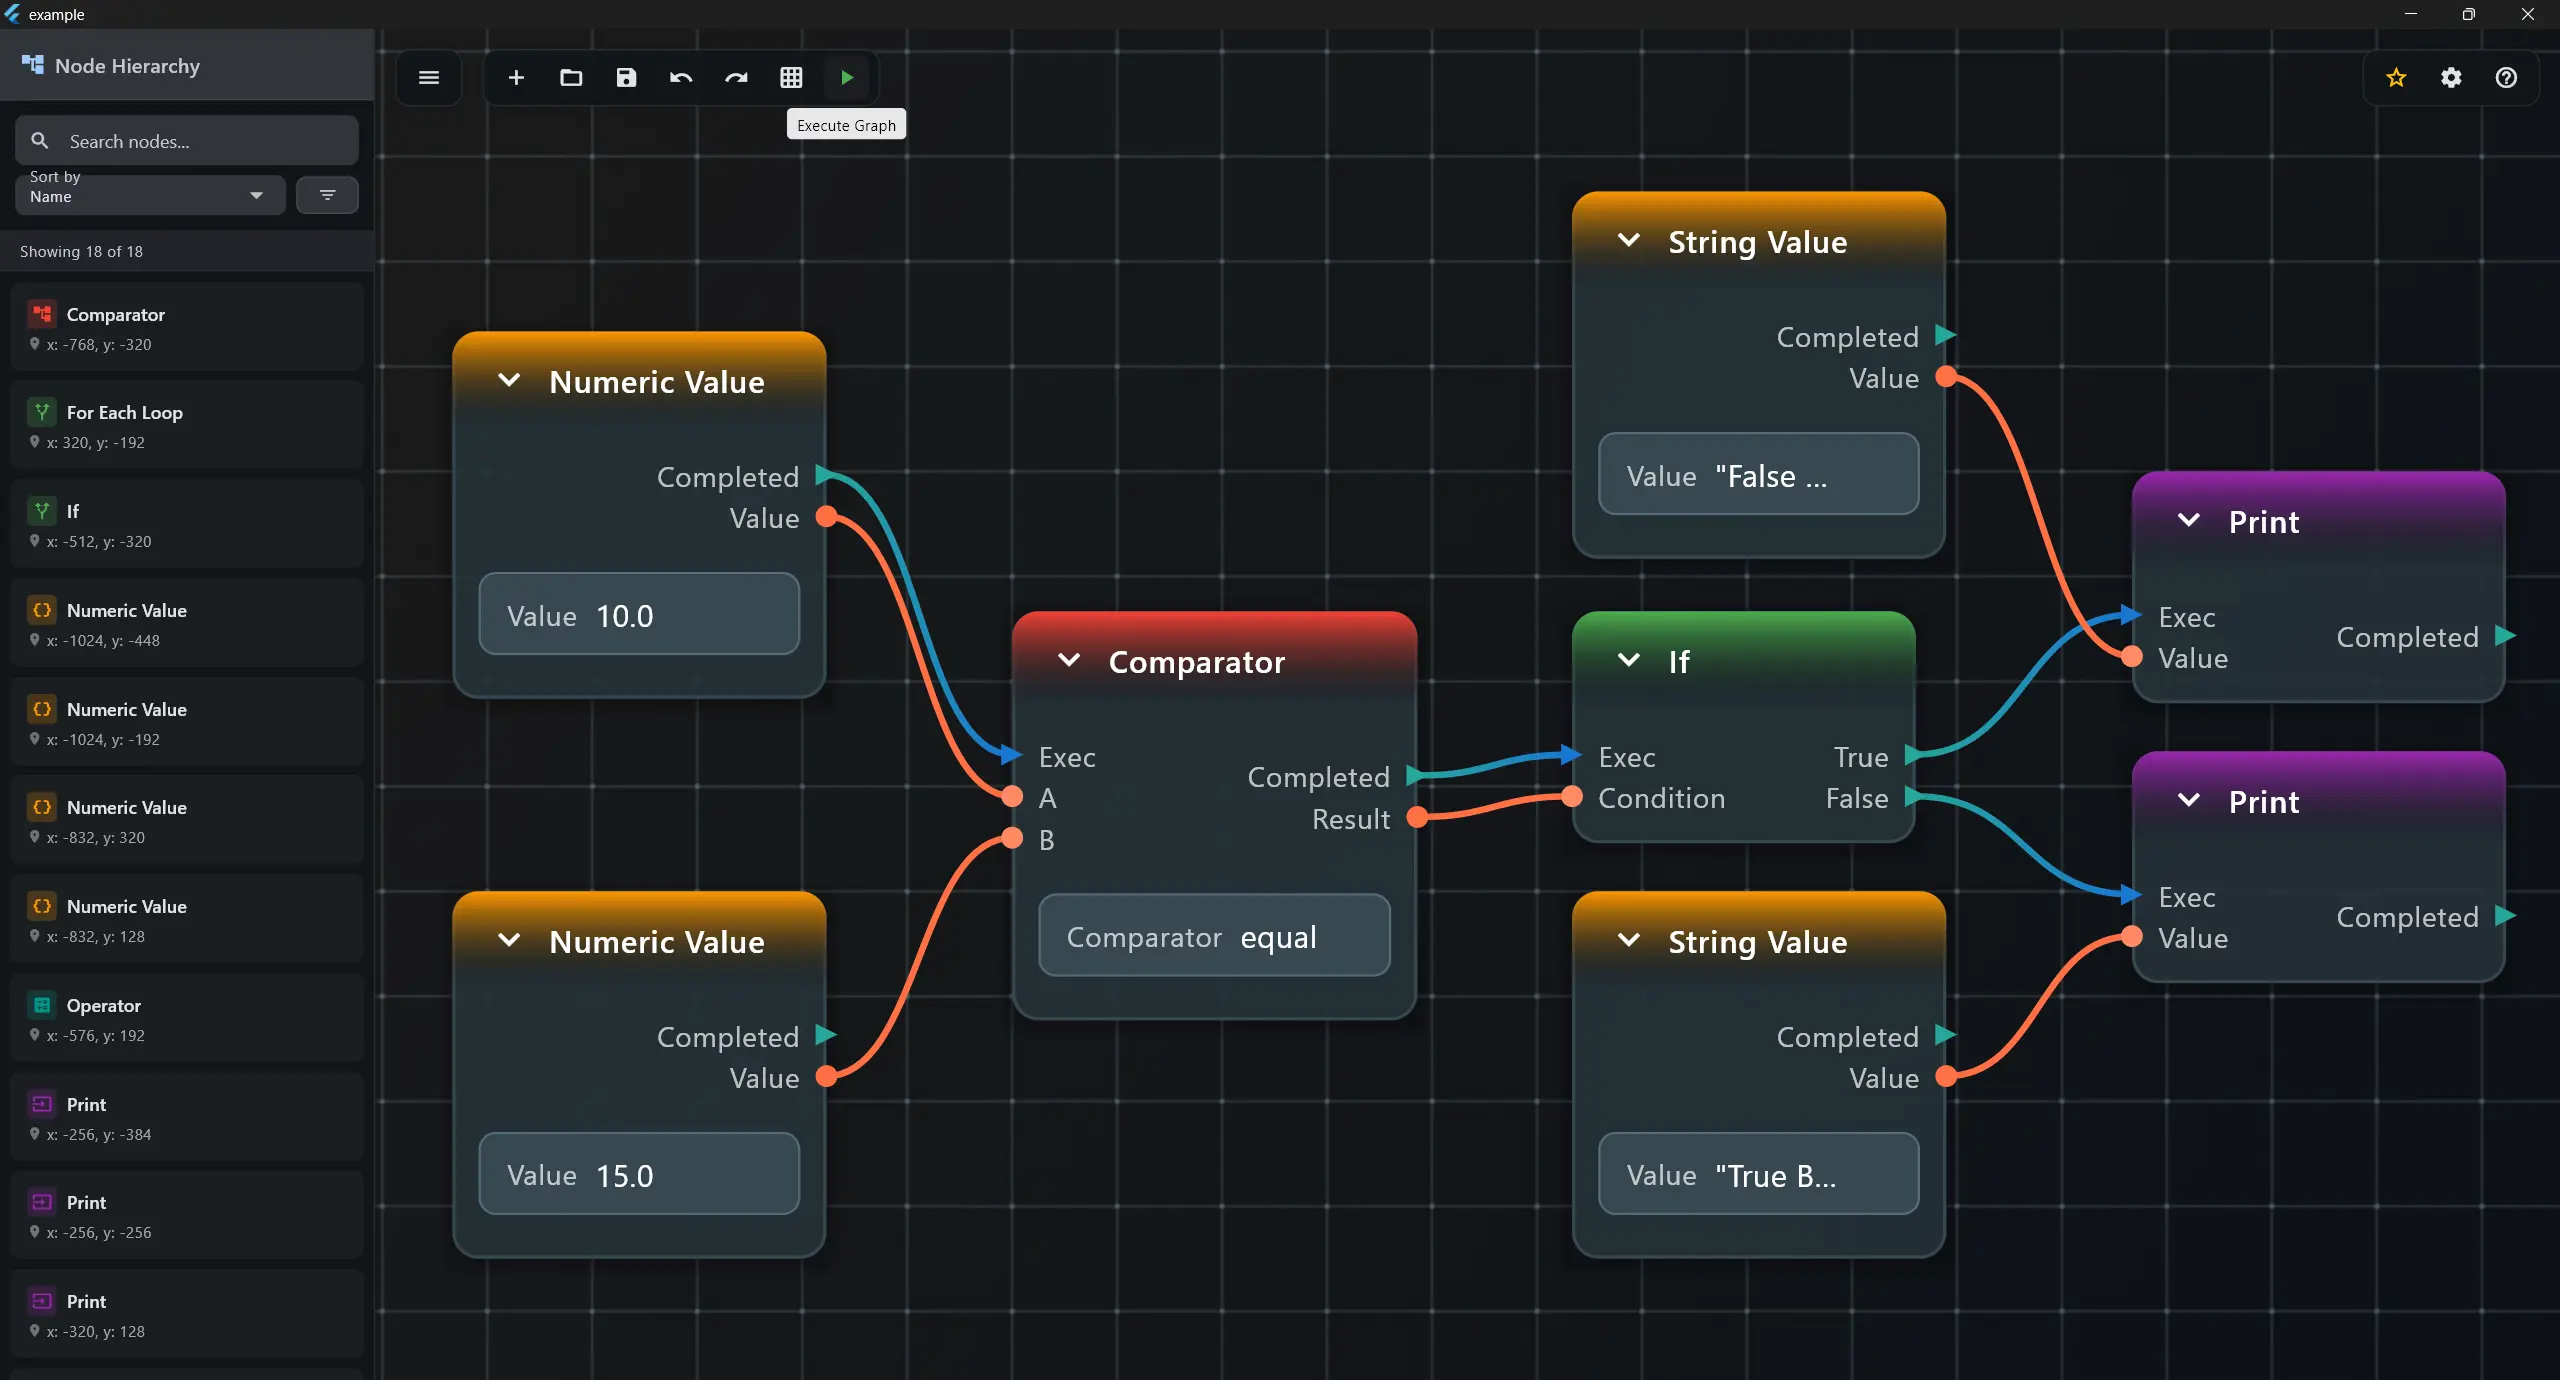 example
Node Hierarchy
Search nodes...
Sort by
Name
Showing 18 of 18
Comparator
x: -768, y: -320
For Each Loop
x: 320, y: -192
If
x: -512, y: -320
Numeric Value
x: -1024, y: -448
Numeric Value
x: -1024, y: -192
Numeric Value
x: -832, y: 320
Numeric Value
x: -832, y: 128
Operator
x: -576, y: 192
Print
x: -256, y: -384
Print
x: -256, y: -256
Print
x: -320, y: 128
Execute Graph
Numeric Value
Completed
Value
Value 10.0
Numeric Value
Completed
Value
Value 15.0
Comparator
Exec
A
B
Completed
Result
Comparator equal
String Value
Completed
Value
Value "False ...
If
Exec
Condition
True
False
String Value
Completed
Value
Value "True B...
Print
Exec
Value
Completed
Print
Exec
Value
Completed